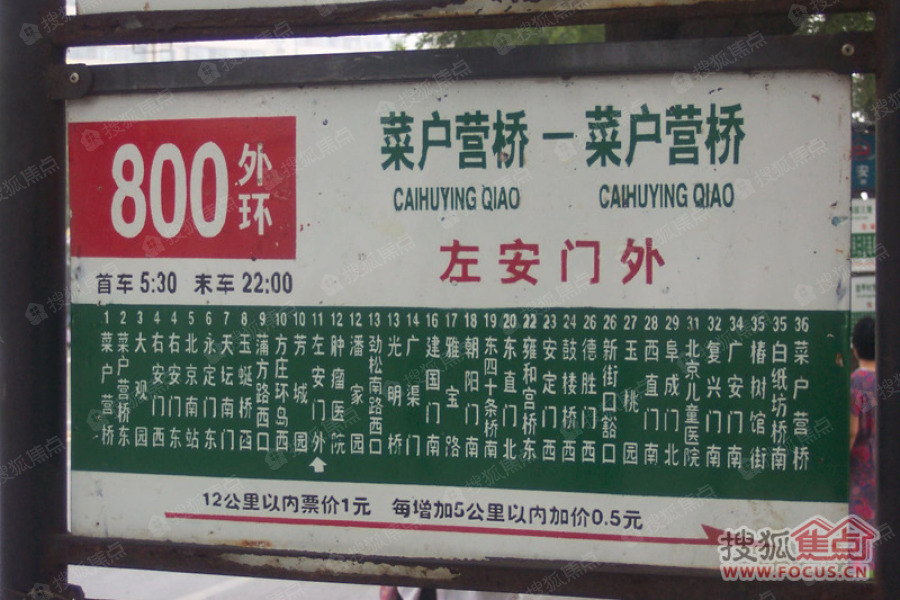 800 外环
菜户营桥 — 菜户营桥
CAIHUYING QIAO CAIHUYING QIAO
左安门外
首车 5:30 末车 22:00
1 菜户营桥
2 菜户营桥东
3 大观园
4 右安门西
4 右安门东
5 北京南站
6 永定门东
7 天坛南门
8 玉蜓桥西
9 蒲方路西口
10 方庄环岛西
10 芳城园
11 左安门外
12 肿瘤医院
12 潘家园
13 劲松南路西口
13 光明桥
14 广渠门
16 建国门南
17 雅宝路
18 朝阳门南
19 东四十条桥南
20 东直门北
22 雍和宫桥东
23 安定门西
24 鼓楼桥西
26 德胜门西
26 新街口豁口
27 玉桃园
28 西直门南
29 阜成门北
31 北京儿童医院
32 复兴门南
34 广安门南
35 椿树馆街
35 白纸坊桥南
36 菜户营桥
12公里以内票价1元 每增加5公里以内加价0.5元
搜狐焦点
WWW.FOCUS.CN